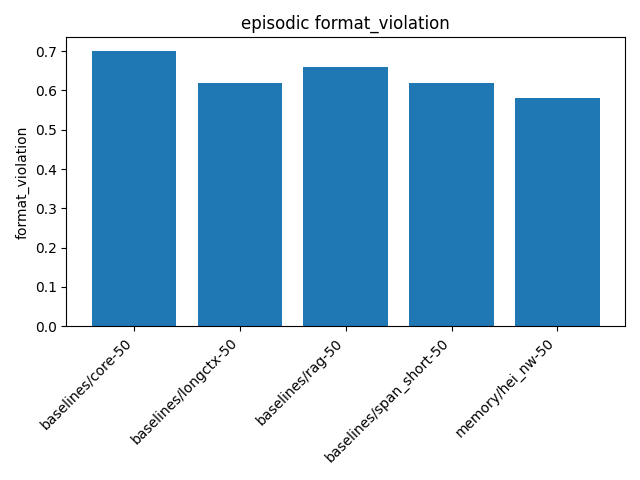 episodic format_violation
format_violation
0.7
0.6
0.5
0.4
0.3
0.2
0.1
0.0
baselines/core-50
baselines/longctx-50
baselines/rag-50
baselines/span_short-50
memory/hei_nw-50